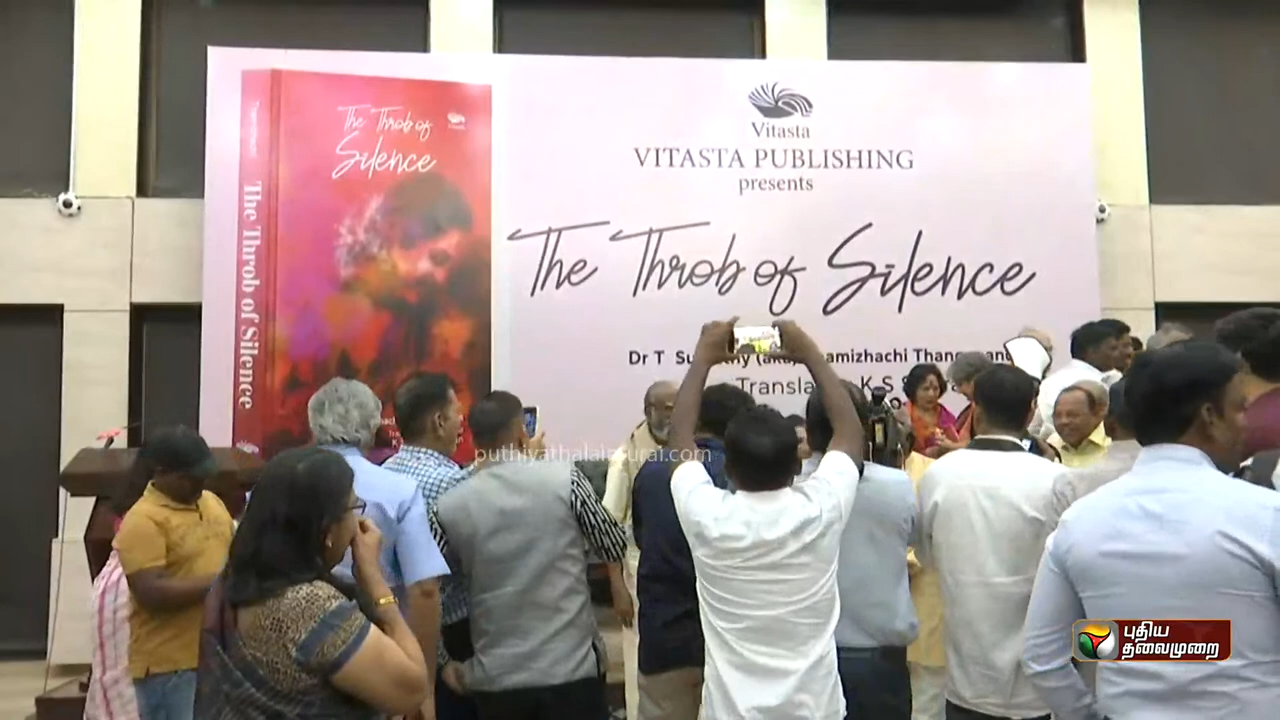 The Throb of
Silence
The Throb of Silence
Vitasta
VITASTA PUBLISHING
presents
The Throb of Silence
Dr T
K S
puthiyathalaimurai.com
புதிய
தலைமுறை